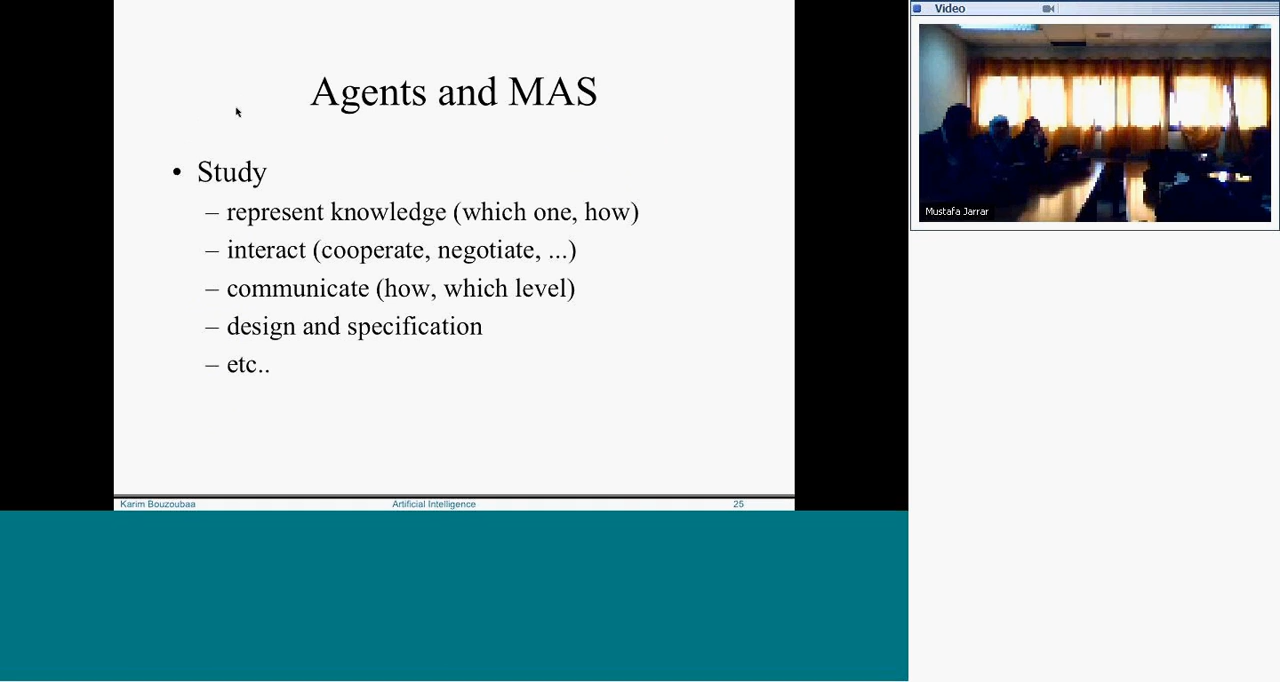 Agents and MAS
• Study
– represent knowledge (which one, how)
– interact (cooperate, negotiate, ...)
– communicate (how, which level)
– design and specification
– etc..
Karim Bouzoubaa Artificial Intelligence 25
Video
Mustafa Jarrar